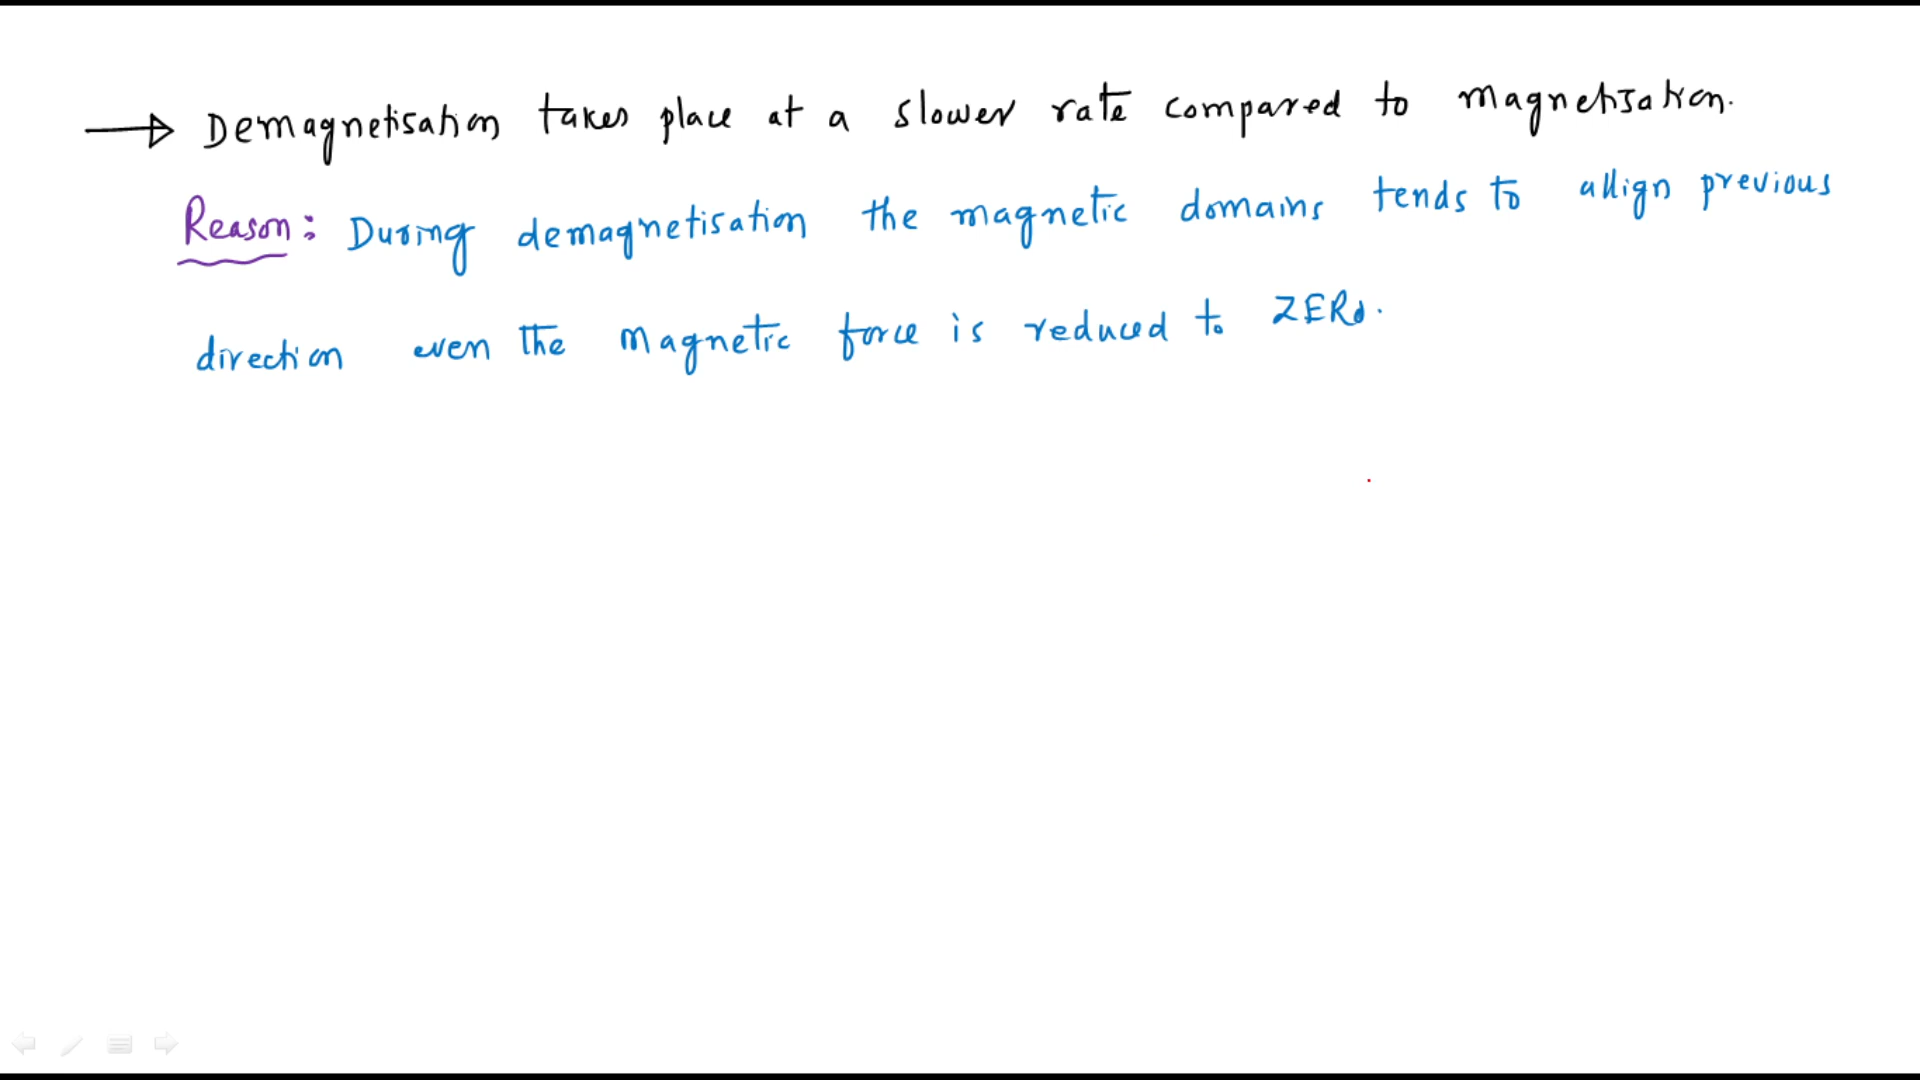 Demagnetisation takes place at a slower rate compared to magnetisation.
Reason: During demagnetisation the magnetic domains tends to allign previous
direction even the magnetic force is reduced to ZERO.